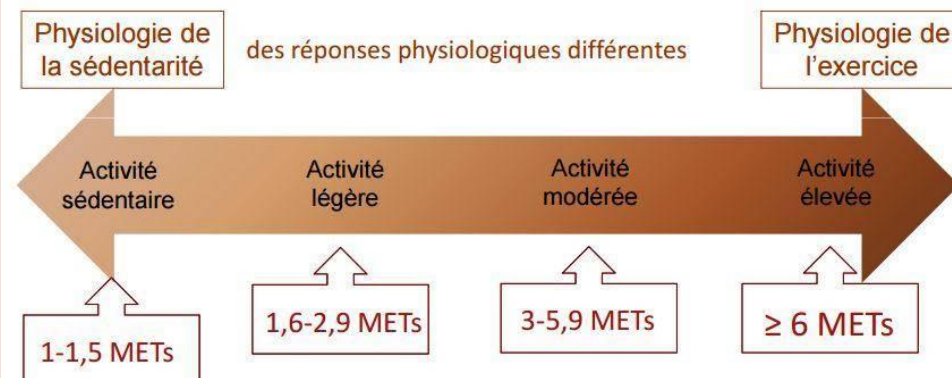 Physiologie de
la sédentarité
des réponses physiologiques différentes
Physiologie de
l'exercice
Activité
sédentaire
Activité
légère
Activité
modérée
Activité
élevée
1-1,5 METs
1,6-2,9 METs
3-5,9 METs
≥ 6 METs